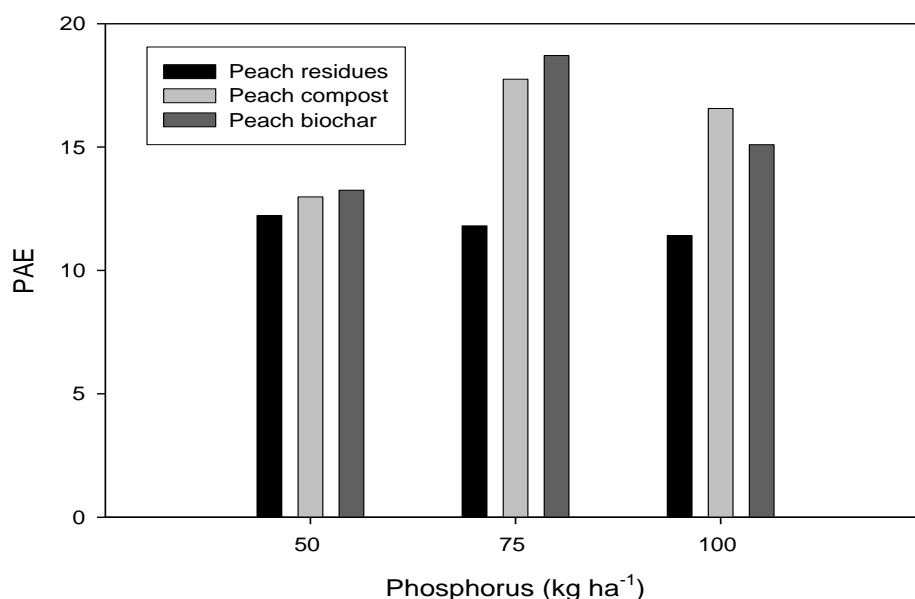 20
Peach residues
Peach compost
Peach biochar
15
10
5
0
PAE
50 75 100
Phosphorus (kg ha⁻¹)